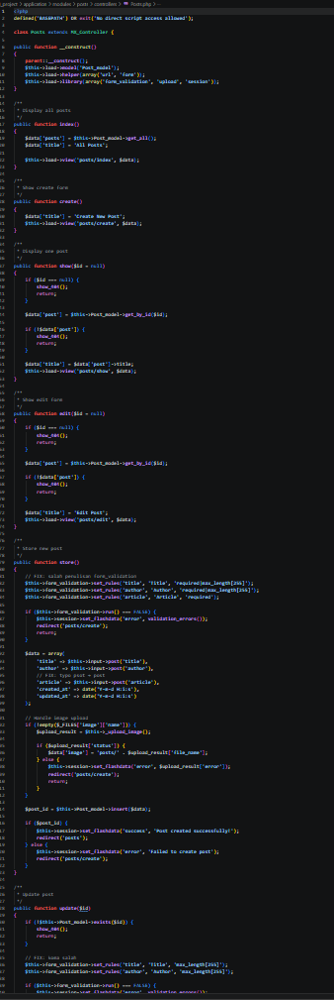 application > modules > posts > controllers > Posts.php > ...
<?php
defined('BASEPATH') OR exit('No direct script access allowed');
class Posts extends MX_Controller {
public function __construct()
{
parent::__construct();
$this->load->model('Post_model');
$this->load->helper(array('url', 'form'));
$this->load->library(array('form_validation', 'upload', 'session'));
}
/**
* Display all posts
*/
public function index()
{
$data['posts'] = $this->Post_model->get_all();
$data['title'] = 'All Posts';
$this->load->view('posts/index', $data);
}
/**
* Show create form
*/
public function create()
{
$data['title'] = 'Create New Post';
$this->load->view('posts/create', $data);
}
/**
* Display one post
*/
public function show($id = null)
{
if ($id === null) {
show_404();
return;
}
$data['post'] = $this->Post_model->get_by_id($id);
if (!$data['post']) {
show_404();
return;
}
$data['title'] = $data['post']->title;
$this->load->view('posts/show', $data);
}
/**
* Show edit form
*/
public function edit($id = null)
{
if ($id === null) {
show_404();
return;
}
$data['post'] = $this->Post_model->get_by_id($id);
if (!$data['post']) {
show_404();
return;
}
$data['title'] = 'Edit Post';
$this->load->view('posts/edit', $data);
}
/**
* Store new post
*/
public function store()
{
// FIX: salah penulisan form_validation
$this->form_validation->set_rules('title', 'Title', 'required|max_length[255]');
$this->form_validation->set_rules('author', 'Author', 'required|max_length[255]');
$this->form_validation->set_rules('article', 'Article', 'required');
if ($this->form_validation->run() === FALSE) {
$this->session->set_flashdata('error', validation_errors());
redirect('posts/create');
return;
}
$data = array(
'title' => $this->input->post('title'),
'author' => $this->input->post('author'),
// FIX: typo post = post
'article' => $this->input->post('article'),
'created_at' => date('Y-m-d H:i:s'),
'updated_at' => date('Y-m-d H:i:s')
);
// Handle image upload
if (!empty($_FILES['image']['name'])) {
$upload_result = $this->_upload_image();
if ($upload_result['status']) {
$data['image'] = 'posts/' . $upload_result['file_name'];
} else {
$this->session->set_flashdata('error', $upload_result['error']);
redirect('posts/create');
return;
}
}
$post_id = $this->Post_model->insert($data);
if ($post_id) {
$this->session->set_flashdata('success', 'Post created successfully!');
redirect('posts');
} else {
$this->session->set_flashdata('error', 'Failed to create post');
redirect('posts/create');
}
}
/**
* Update post
*/
public function update($id)
{
if (!$this->Post_model->exists($id)) {
show_404();
return;
}
// FIX: sama salah
$this->form_validation->set_rules('title', 'Title', 'max_length[255]');
$this->form_validation->set_rules('author', 'Author', 'max_length[255]');
if ($this->form_validation->run() === FALSE) {
$this->session->set_flashdata('error', validation_errors());